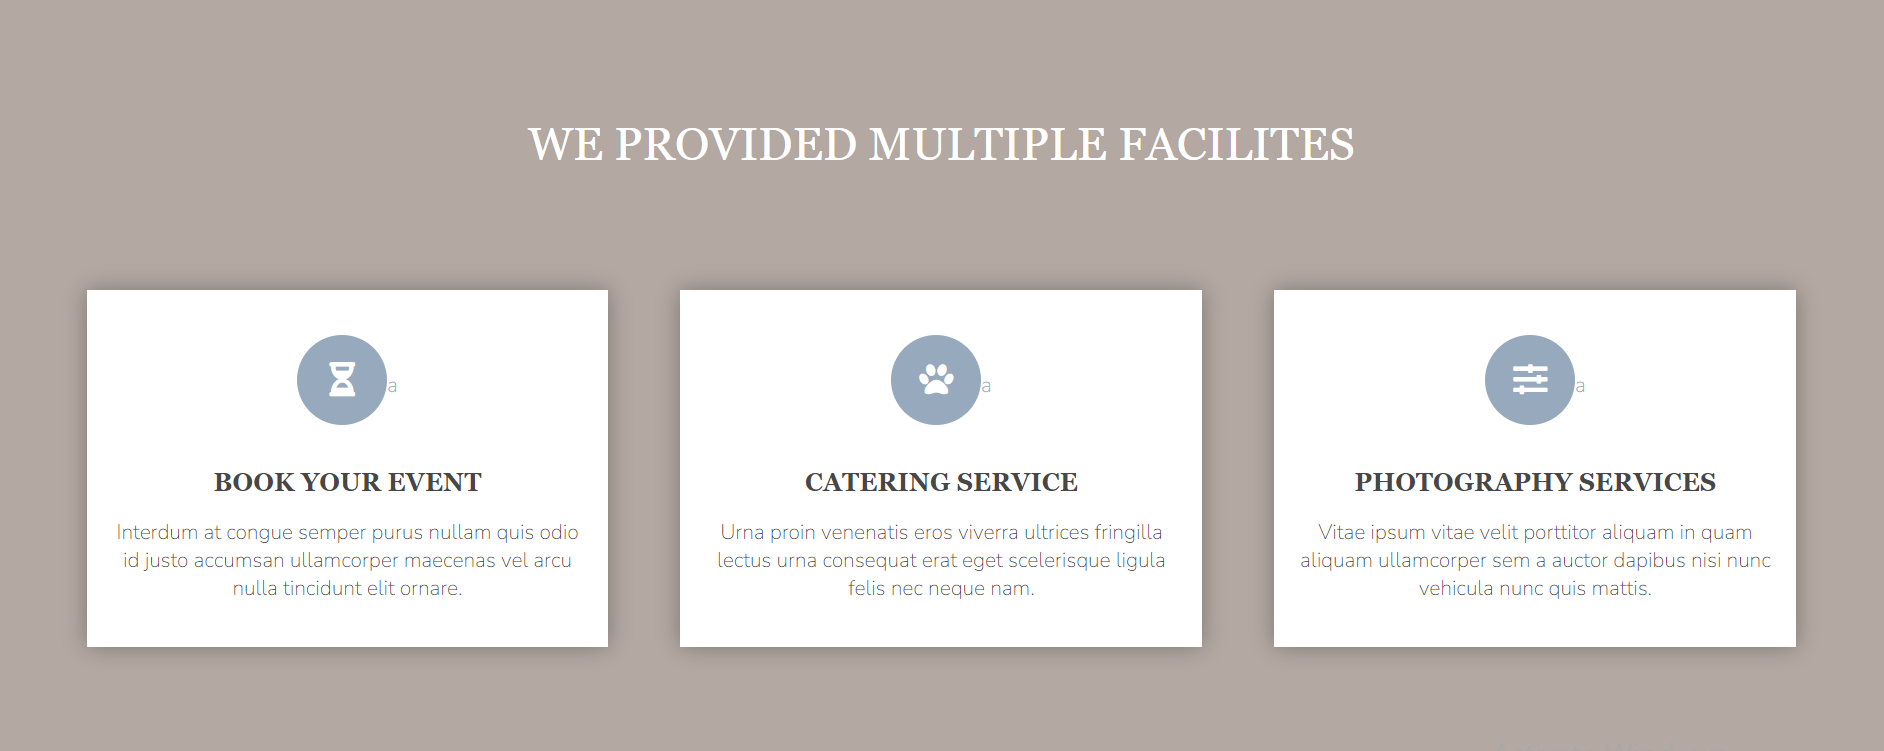 WE PROVIDED MULTIPLE FACILITES
a
BOOK YOUR EVENT
Interdum at congue semper purus nullam quis odio
id justo accumsan ullamcorper maecenas vel arcu
nulla tincidunt elit ornare.
a
CATERING SERVICE
Urna proin venenatis eros viverra ultrices fringilla
lectus urna consequat erat eget scelerisque ligula
felis nec neque nam.
a
PHOTOGRAPHY SERVICES
Vitae ipsum vitae velit porttitor aliquam in quam
aliquam ullamcorper sem a auctor dapibus nisi nunc
vehicula nunc quis mattis.